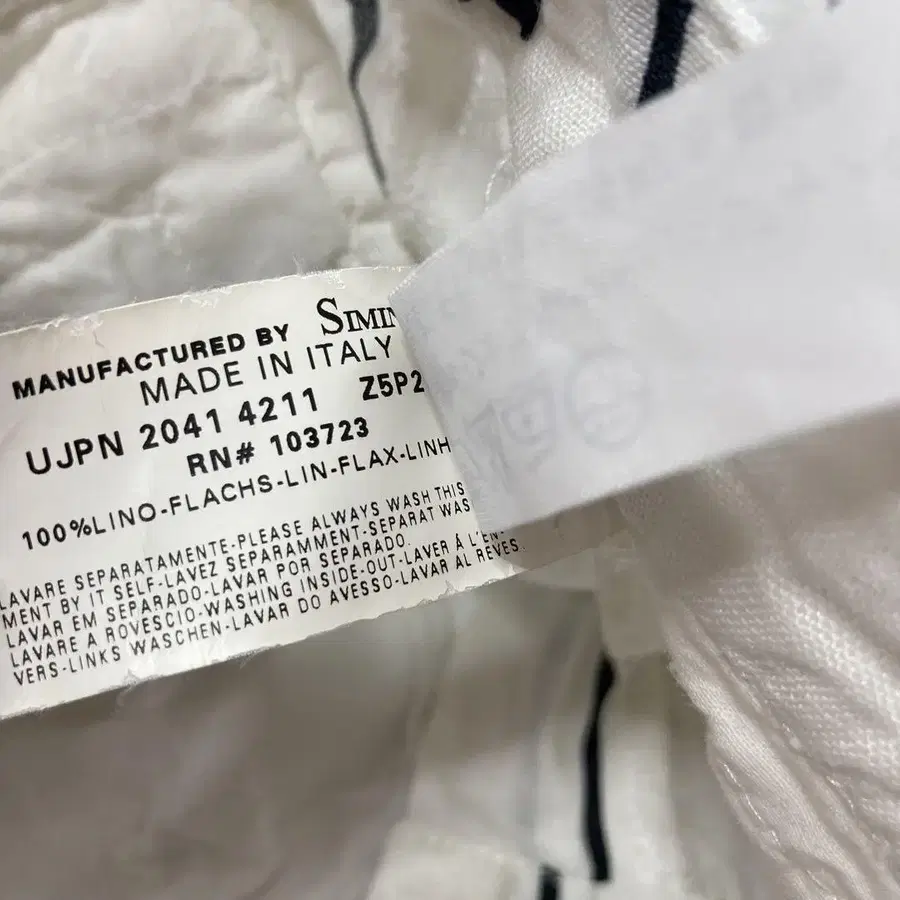 MANUFACTURED BY SIMIN
MADE IN ITALY
UJPN 2041 4211 Z5P2
RN# 103723
100%LINO-FLACHS-LIN-FLAX-LINH
LAVARE SEPARATAMENTE-PLEASE ALWAYS WASH THIS
MENT BY IT SELF-LAVEZ SEPARAMMENT-SEPARAT WAS
LAVAR EM SEPARADO-LAVAR POR SEPARADO.
LAVARE A ROVESCIO-WASHING INSIDE-OUT-LAVER À L'EN-
VERS-LINKS WASCHEN-LAVAR DO AVESSO-LAVAR AL REVES.